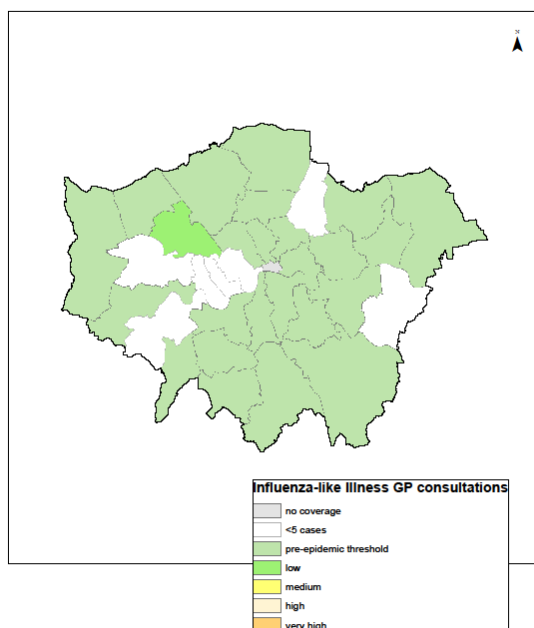 N
Influenza-like Illness GP consultations
no coverage
<5 cases
pre-epidemic threshold
low
medium
high
very high